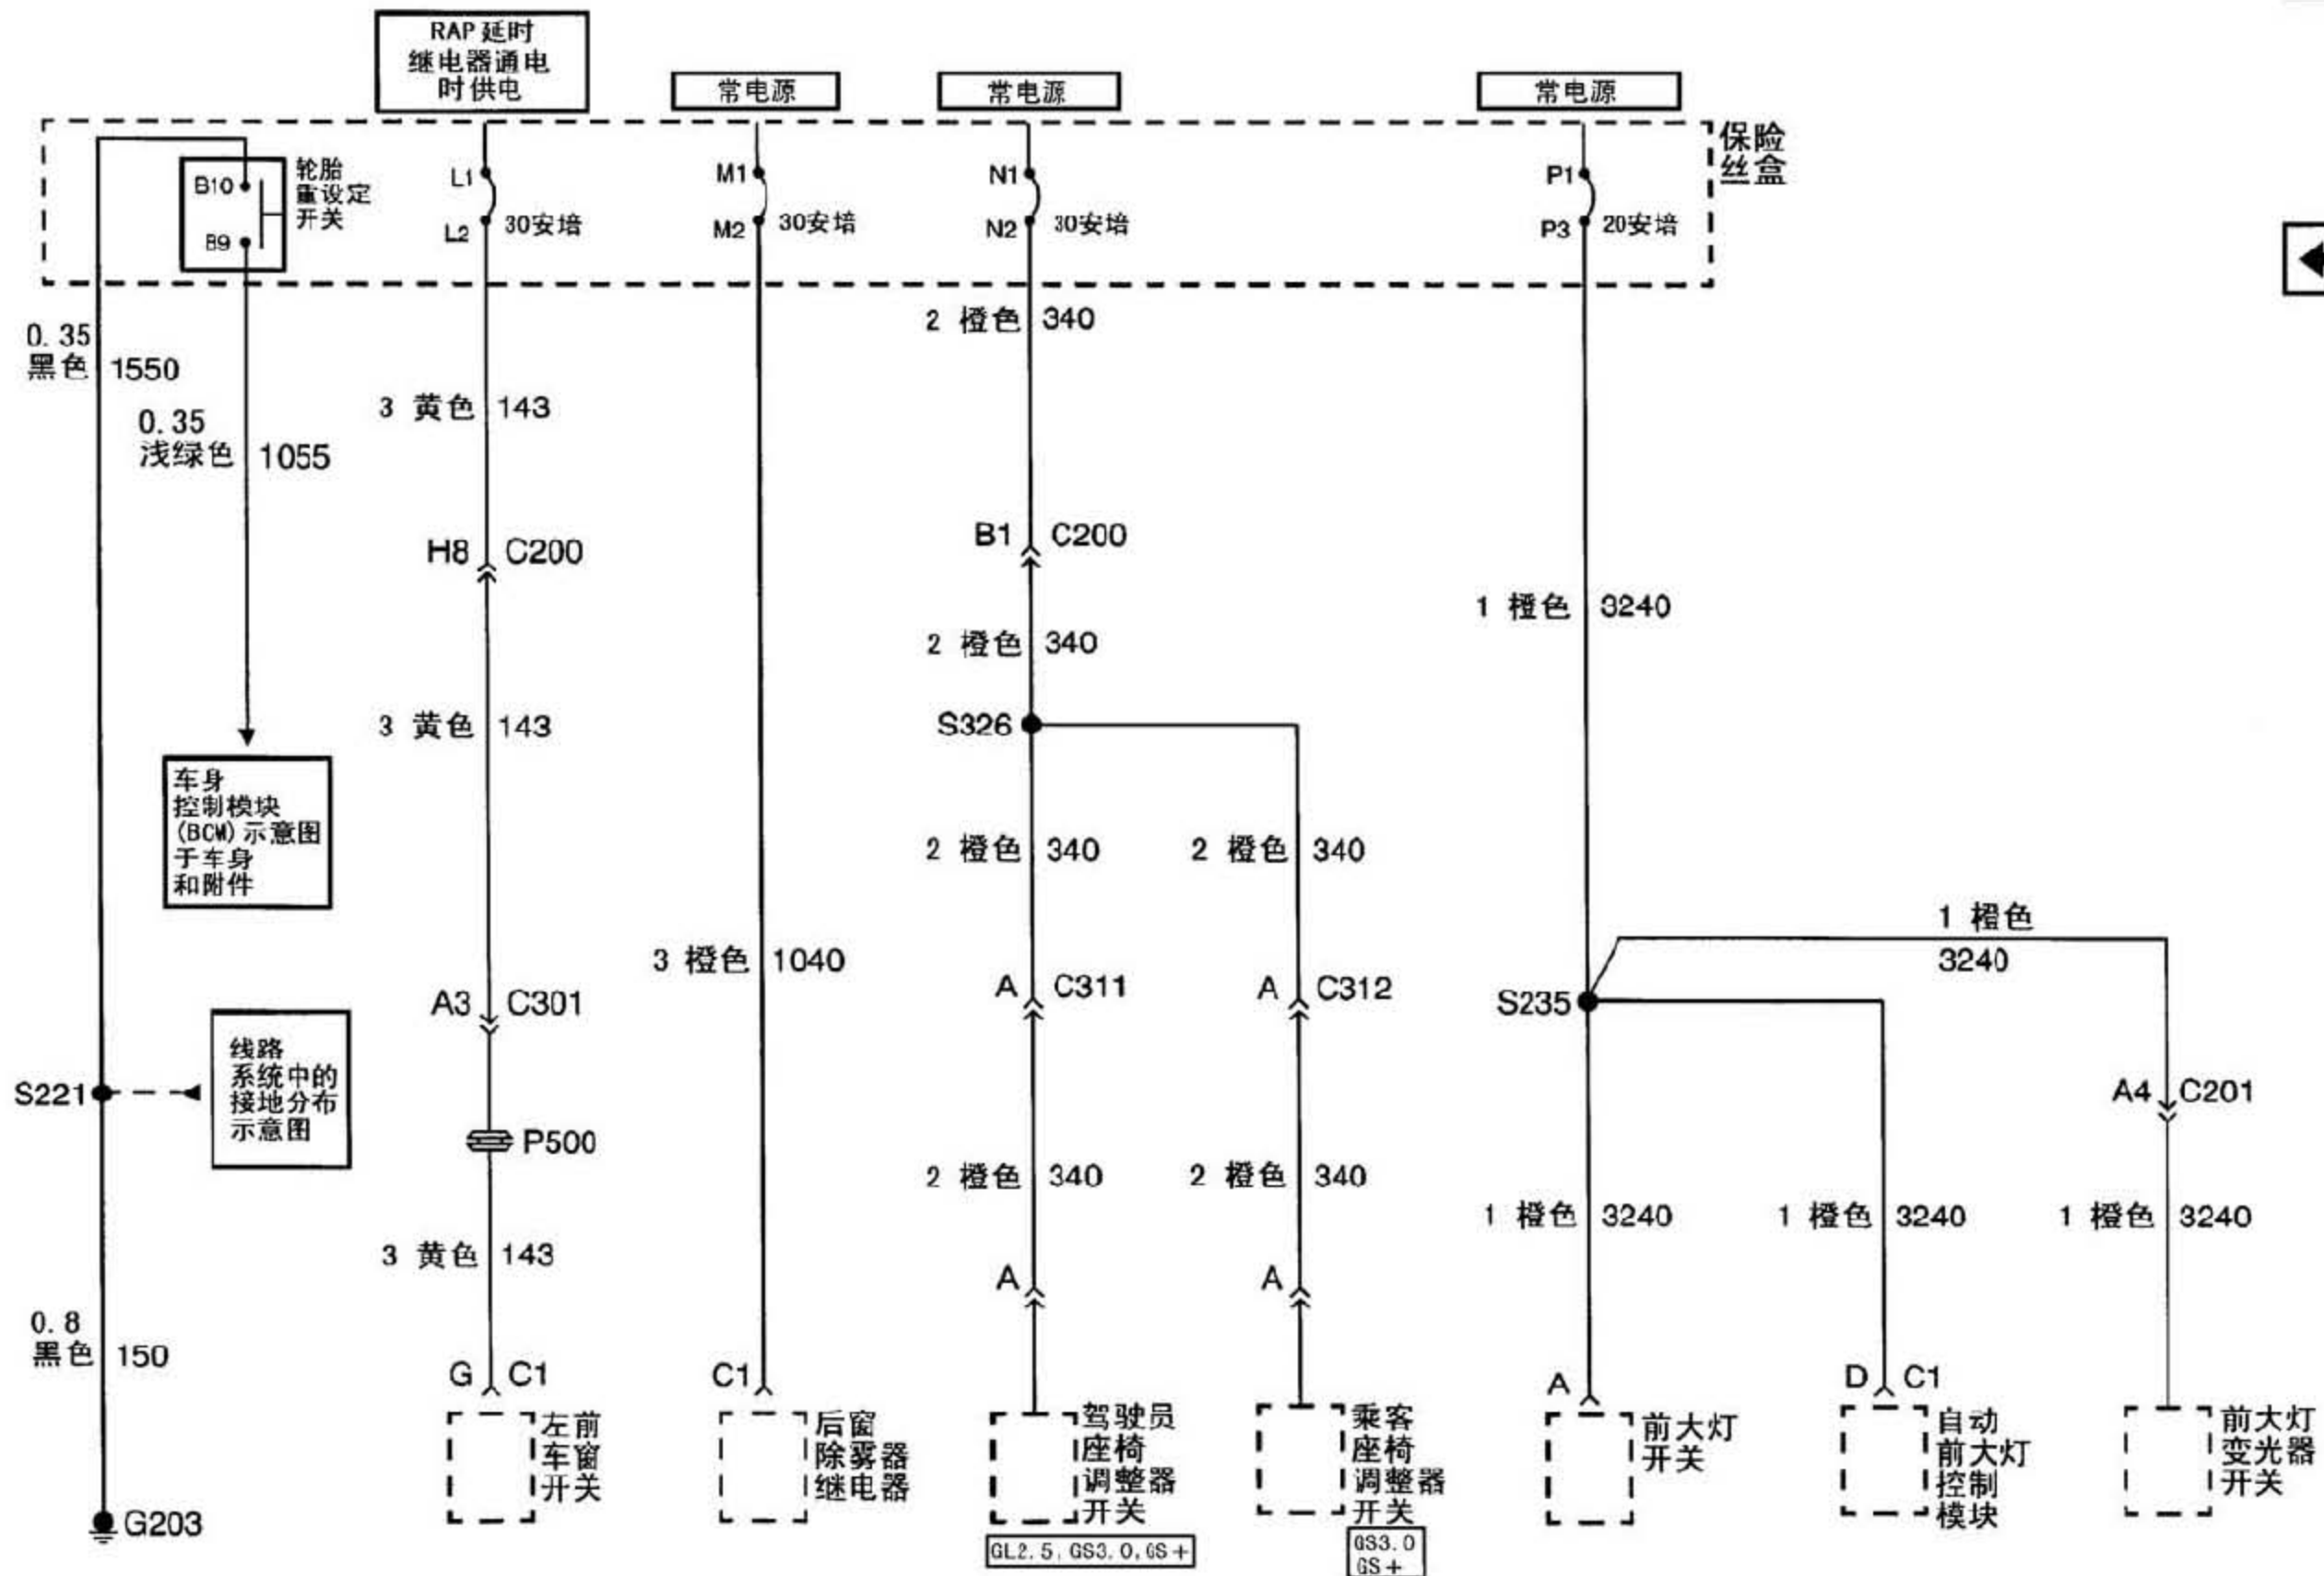 RAP延时
继电器通电
时供电
常电源
常电源
常电源
保险
丝盒
B10
B9
轮胎
重设定
开关
L1
L2
30安培
M1
M2
30安培
N1
N2
30安培
P1
P3
20安培
0.35
黑色 1550
0.35
浅绿色 1055
3 黄色 143
2 橙色 340
H8 C200
B1 C200
1 橙色 3240
2 橙色 340
3 黄色 143
S326
车身
控制模块
(BCM)示意图
于车身
和附件
2 橙色 340
2 橙色 340
3 橙色 1040
1 橙色
3240
A3 C301
A C311
A C312
S235
S221
线路
系统中的
接地分布
示意图
A4 C201
P500
2 橙色 340
2 橙色 340
1 橙色 3240
1 橙色 3240
1 橙色 3240
3 黄色 143
A
A
0.8
黑色 150
G C1
C1
A
D C1
G203
左前
车窗
开关
后窗
除雾器
继电器
驾驶员
座椅
调整器
开关
GL2.5,GS3.0,GS+
乘客
座椅
调整器
开关
GS3.0
GS+
前大灯
开关
自动
前大灯
控制
模块
前大灯
变光器
开关